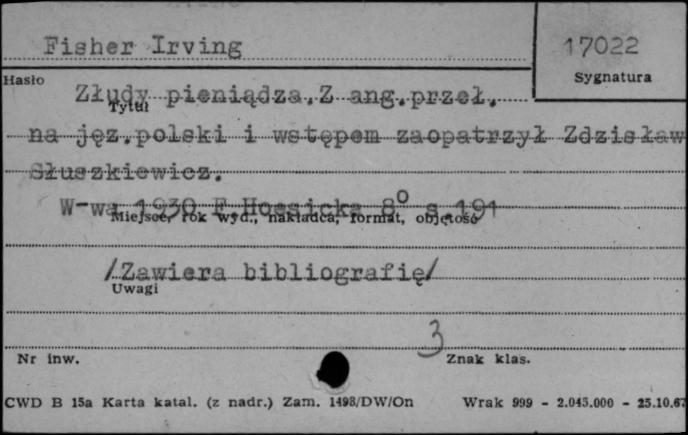 Fisher Irving
17022
Hasło
Sygnatura
Złudy pieniądza.Z ang.przeł.
Tytuł
na jęz.polski i wstępem zaopatrzył Zdzisław
Słuszkiewicz.
W-wa 1930 F.Hoesicka 8º s.191
Miejsce, rok wyd., nakładca, format, objętość
/Zawiera bibliografię/
Uwagi
3
Nr inw.
Znak klas.
CWD B 15a Karta katal. (z nadr.) Zam. 1498/DW/On
Wrak 999 - 2.043.000 - 25.10.67